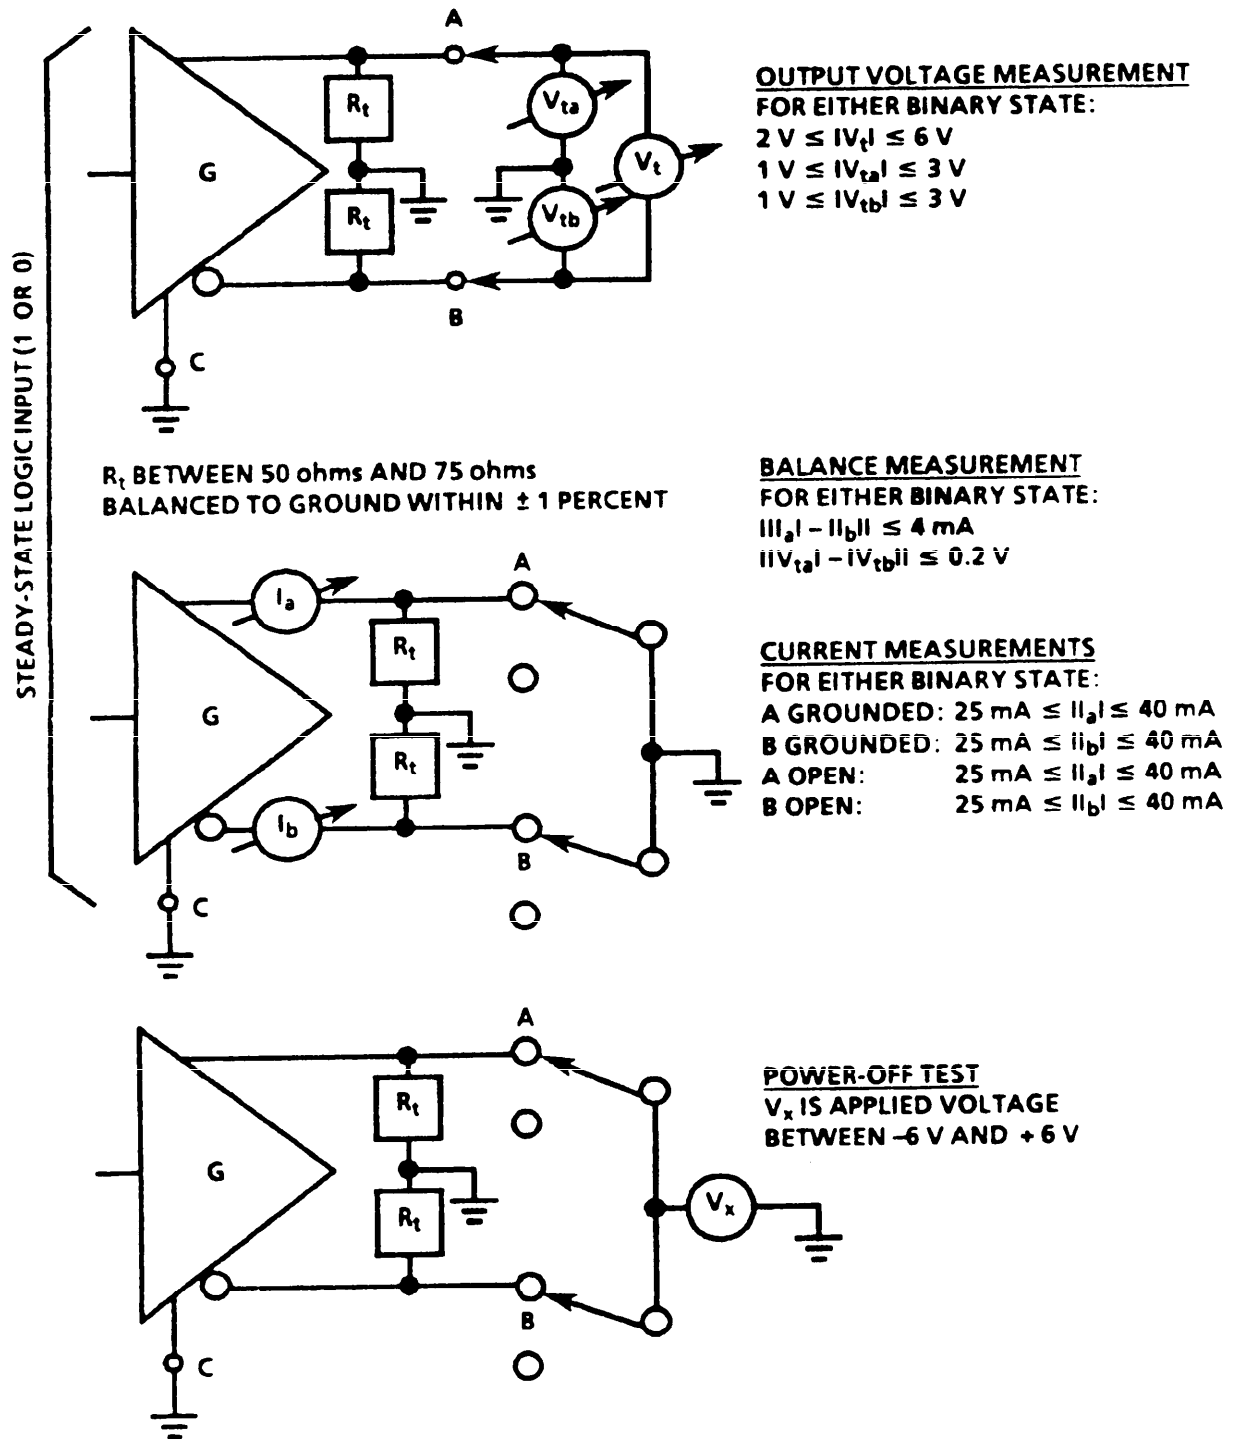 STEADY-STATE LOGIC INPUT (1 OR 0)
A
R_t
V_ta
V_t
G
R_t
V_tb
B
C
OUTPUT VOLTAGE MEASUREMENT
FOR EITHER BINARY STATE:
2 V ≤ |V_t| ≤ 6 V
1 V ≤ |V_ta| ≤ 3 V
1 V ≤ |V_tb| ≤ 3 V
R_t BETWEEN 50 ohms AND 75 ohms
BALANCED TO GROUND WITHIN ± 1 PERCENT
BALANCE MEASUREMENT
FOR EITHER BINARY STATE:
||I_a| – |I_b|| ≤ 4 mA
||V_ta| – |V_tb|| ≤ 0.2 V
A
I_a
R_t
G
R_t
I_b
B
C
CURRENT MEASUREMENTS
FOR EITHER BINARY STATE:
A GROUNDED: 25 mA ≤ |I_a| ≤ 40 mA
B GROUNDED: 25 mA ≤ |I_b| ≤ 40 mA
A OPEN: 25 mA ≤ |I_a| ≤ 40 mA
B OPEN: 25 mA ≤ |I_b| ≤ 40 mA
A
R_t
G
R_t
V_x
B
C
POWER-OFF TEST
V_x IS APPLIED VOLTAGE
BETWEEN –6 V AND + 6 V